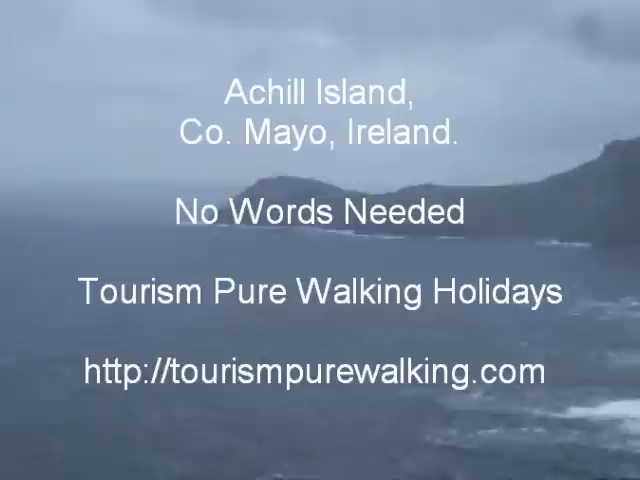 Achill Island,
Co. Mayo, Ireland.
No Words Needed
Tourism Pure Walking Holidays
http://tourismpurewalking.com